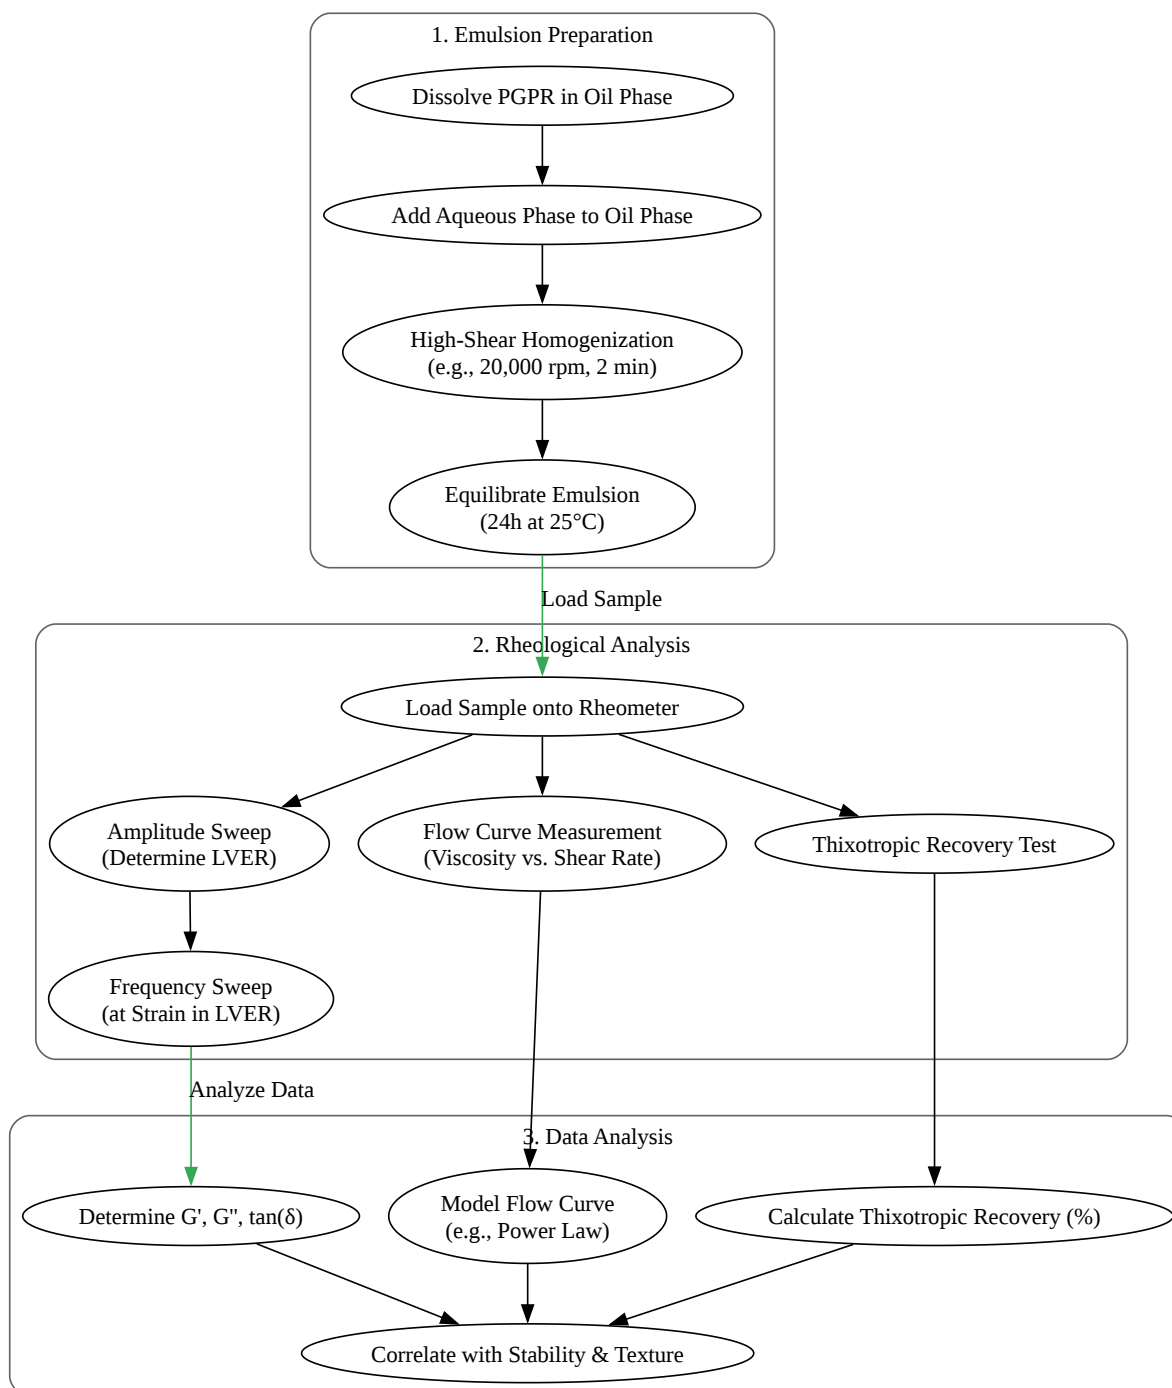 1. Emulsion Preparation
Dissolve PGPR in Oil Phase
Add Aqueous Phase to Oil Phase
High-Shear Homogenization
(e.g., 20,000 rpm, 2 min)
Equilibrate Emulsion
(24h at 25°C)
Load Sample
2. Rheological Analysis
Load Sample onto Rheometer
Amplitude Sweep
(Determine LVER)
Flow Curve Measurement
(Viscosity vs. Shear Rate)
Thixotropic Recovery Test
Frequency Sweep
(at Strain in LVER)
Analyze Data
3. Data Analysis
Determine G', G'', tan(δ)
Model Flow Curve
(e.g., Power Law)
Calculate Thixotropic Recovery (%)
Correlate with Stability & Texture